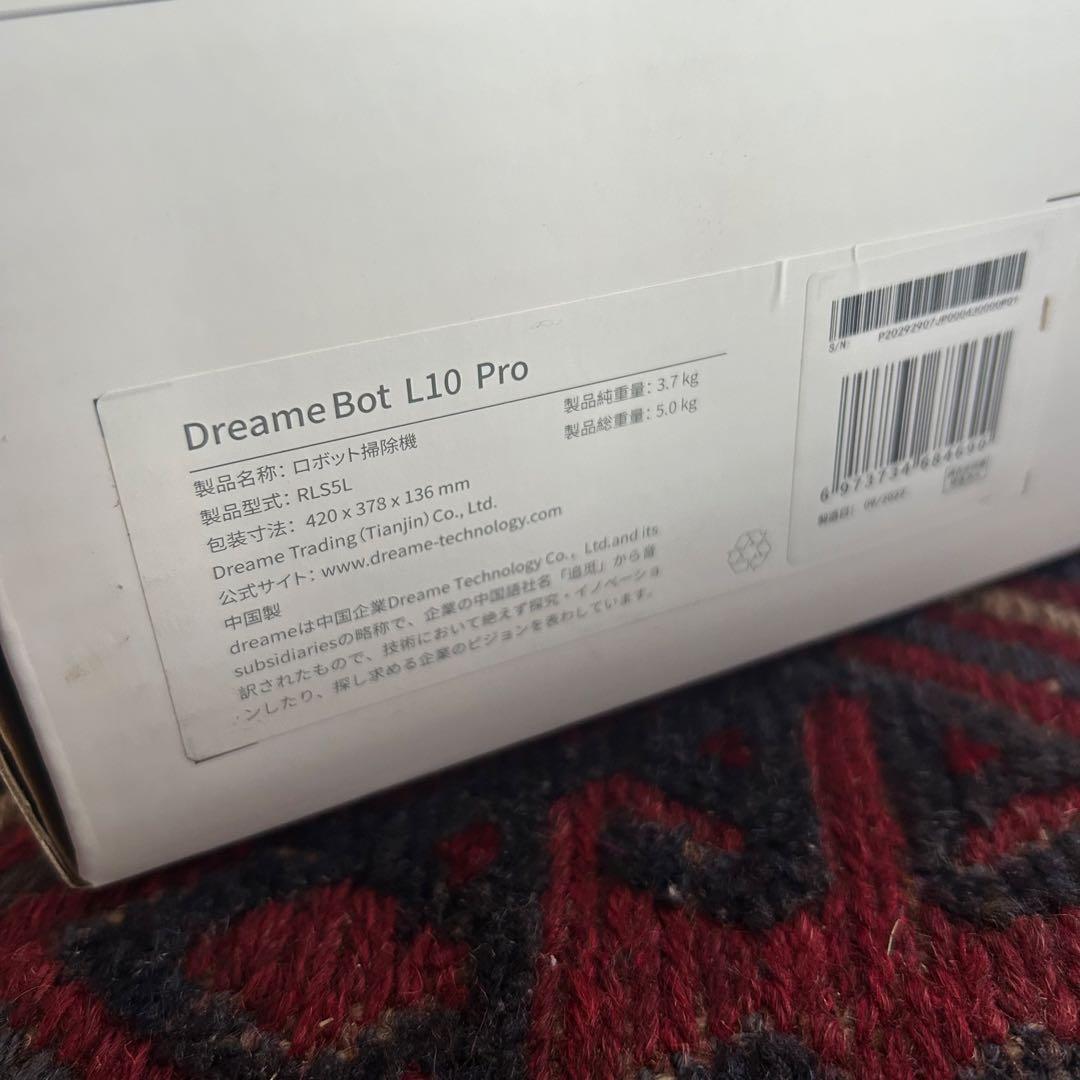 DreameBot L10 Pro
製品名称：ロボット掃除機
製品型式：RLS5L
包装寸法：420 x 378 x 136 mm
製品純重量：3.7 kg
製品総重量：5.0 kg
Dreame Trading (Tianjin) Co., Ltd.
公式サイト：www.dreame-technology.com
中国製
dreameは中国企業Dreame Technology Co., Ltd.and its
subsidiariesの略称で、企業の中国語社名「追觅」から音
訳されたもので、技術において絶えず探究・イノベーショ
ンしたり、探し求める企業のビジョンを表わしています。
S/N: P20292907JP000430000P01
6 973734 684690
製造日： 09/2022